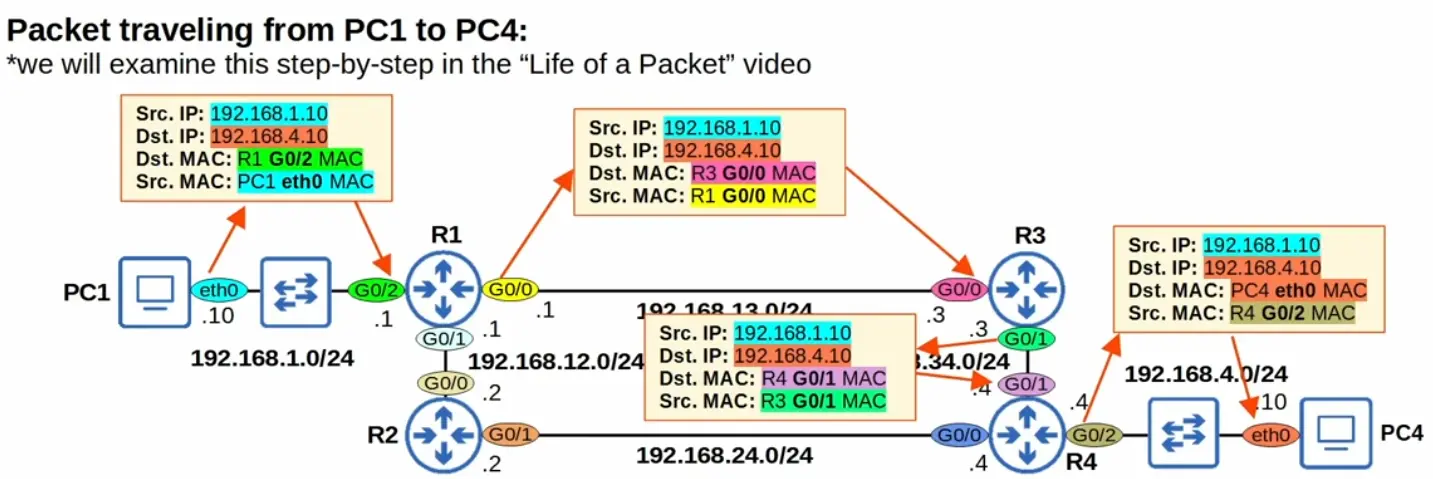 Packet traveling from PC1 to PC4:
*we will examine this step-by-step in the “Life of a Packet” video
Src. IP: 192.168.1.10
Dst. IP: 192.168.4.10
Dst. MAC: R1 G0/2 MAC
Src. MAC: PC1 eth0 MAC
Src. IP: 192.168.1.10
Dst. IP: 192.168.4.10
Dst. MAC: R3 G0/0 MAC
Src. MAC: R1 G0/0 MAC
R1
R3
Src. IP: 192.168.1.10
Dst. IP: 192.168.4.10
Dst. MAC: PC4 eth0 MAC
Src. MAC: R4 G0/2 MAC
PC1
eth0
G0/2
G0/0
G0/0
.10
.1
.1
.1
.3
.3
192.168.13.0/24
G0/1
G0/1
192.168.1.0/24
192.168.12.0/24
.34.0/24
Src. IP: 192.168.1.10
Dst. IP: 192.168.4.10
Dst. MAC: R4 G0/1 MAC
Src. MAC: R3 G0/1 MAC
192.168.4.0/24
G0/0
.2
.4
G0/1
.4
.10
R2
G0/1
G0/0
G0/2
eth0
PC4
.2
192.168.24.0/24
.4
R4